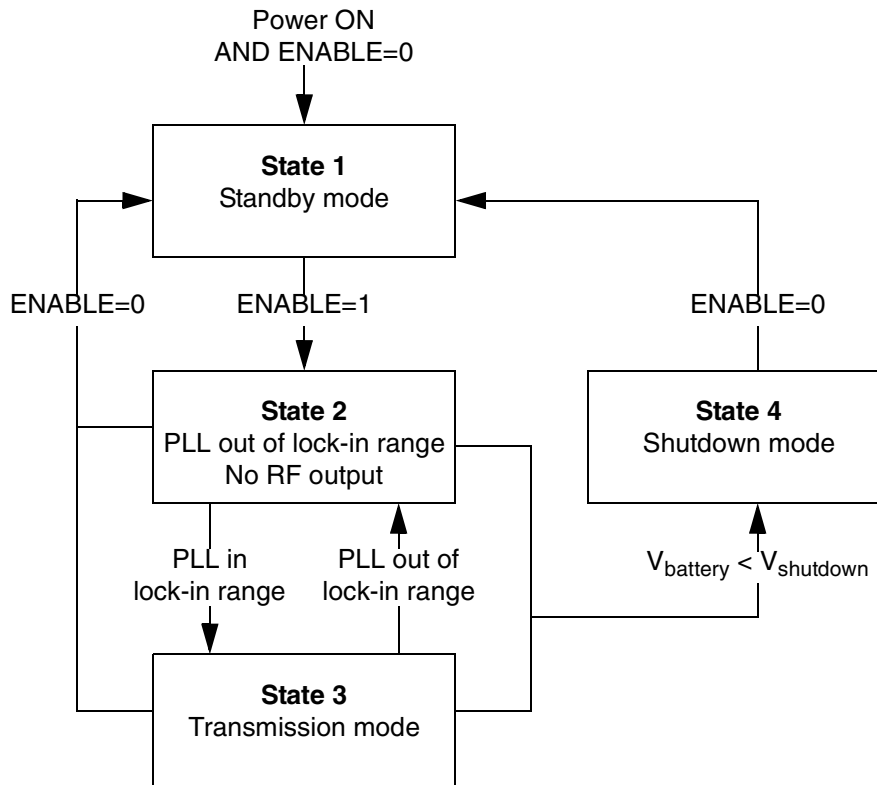 Power ON
AND ENABLE=0
State 1
Standby mode
ENABLE=0
ENABLE=1
ENABLE=0
State 2
PLL out of lock-in range
No RF output
State 4
Shutdown mode
PLL in
lock-in range
PLL out of
lock-in range
Vbattery < Vshutdown
State 3
Transmission mode